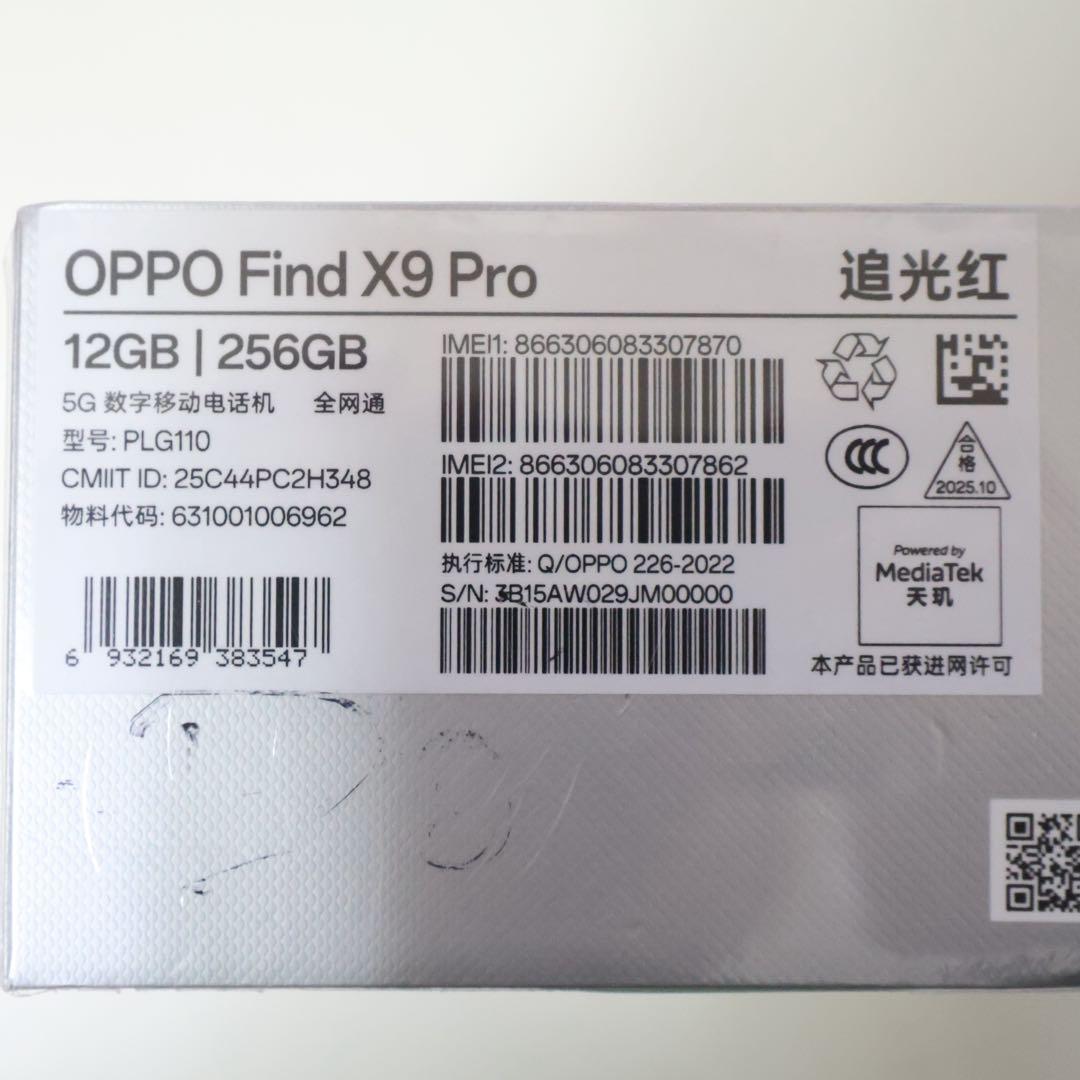 OPPO Find X9 Pro
追光红
12GB | 256GB
5G 数字移动电话机 全网通
型号: PLG110
CMIIT ID: 25C44PC2H348
物料代码: 631001006962
6 932169 383547
IMEI1: 866306083307870
IMEI2: 866306083307862
执行标准: Q/OPPO 226-2022
S/N: 3B15AW029JM00000
CCC
合格
2025.10
Powered by
MediaTek
天玑
本产品已获进网许可